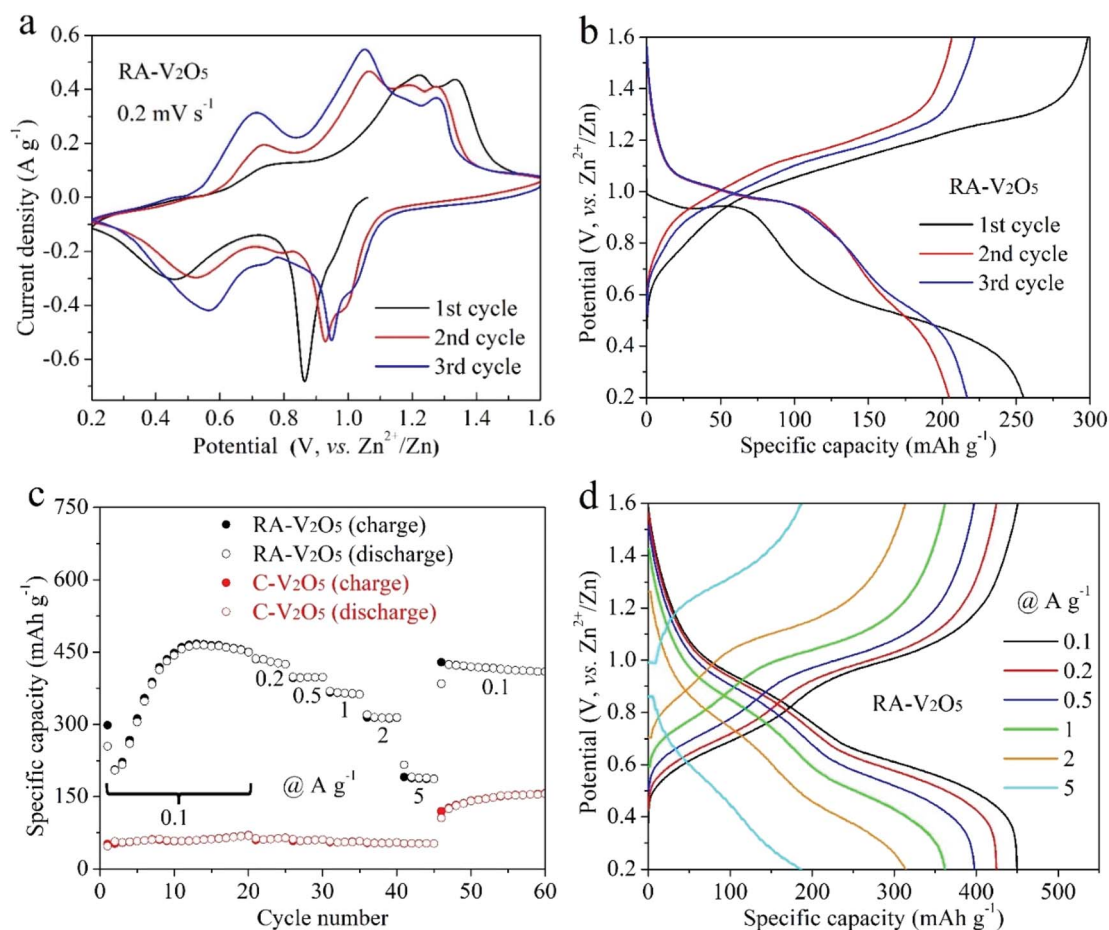 a
0.6
0.4
0.2
0.0
-0.2
-0.4
-0.6
Current density (A g⁻¹)
RA-V₂O₅
0.2 mV s⁻¹
1st cycle
2nd cycle
3rd cycle
0.2 0.4 0.6 0.8 1.0 1.2 1.4 1.6
Potential (V, vs. Zn²⁺/Zn)
b
1.6
1.4
1.2
1.0
0.8
0.6
0.4
0.2
Potential (V, vs. Zn²⁺/Zn)
RA-V₂O₅
1st cycle
2nd cycle
3rd cycle
0 50 100 150 200 250 300
Specific capacity (mAh g⁻¹)
c
750
600
450
300
150
0
Specific capacity (mAh g⁻¹)
RA-V₂O₅ (charge)
RA-V₂O₅ (discharge)
C-V₂O₅ (charge)
C-V₂O₅ (discharge)
0.2
0.5
1
2
5
0.1
@ A g⁻¹
0.1
0 10 20 30 40 50 60
Cycle number
d
1.6
1.4
1.2
1.0
0.8
0.6
0.4
0.2
Potential (V, vs. Zn²⁺/Zn)
@ A g⁻¹
0.1
0.2
0.5
1
2
5
RA-V₂O₅
0 100 200 300 400 500
Specific capacity (mAh g⁻¹)